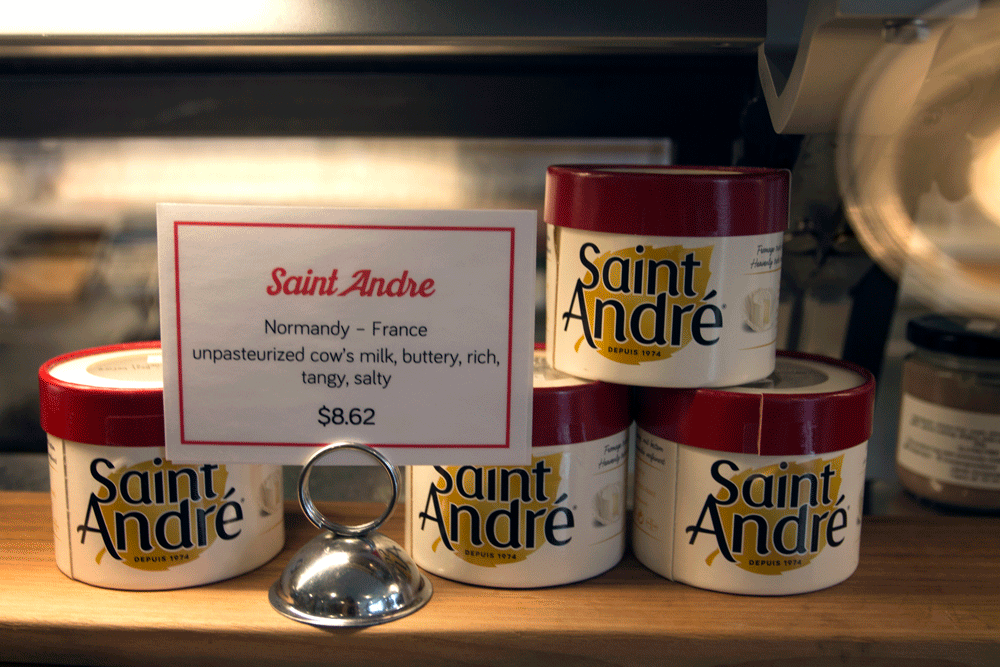 Saint Andre
Normandy – France
unpasteurized cow's milk, buttery, rich,
tangy, salty
$8.62
Saint
André
DEPUIS 1974
Saint
André
DEPUIS 1974
Saint
André
DEPUIS 1974
Saint
André
DEPUIS 1974